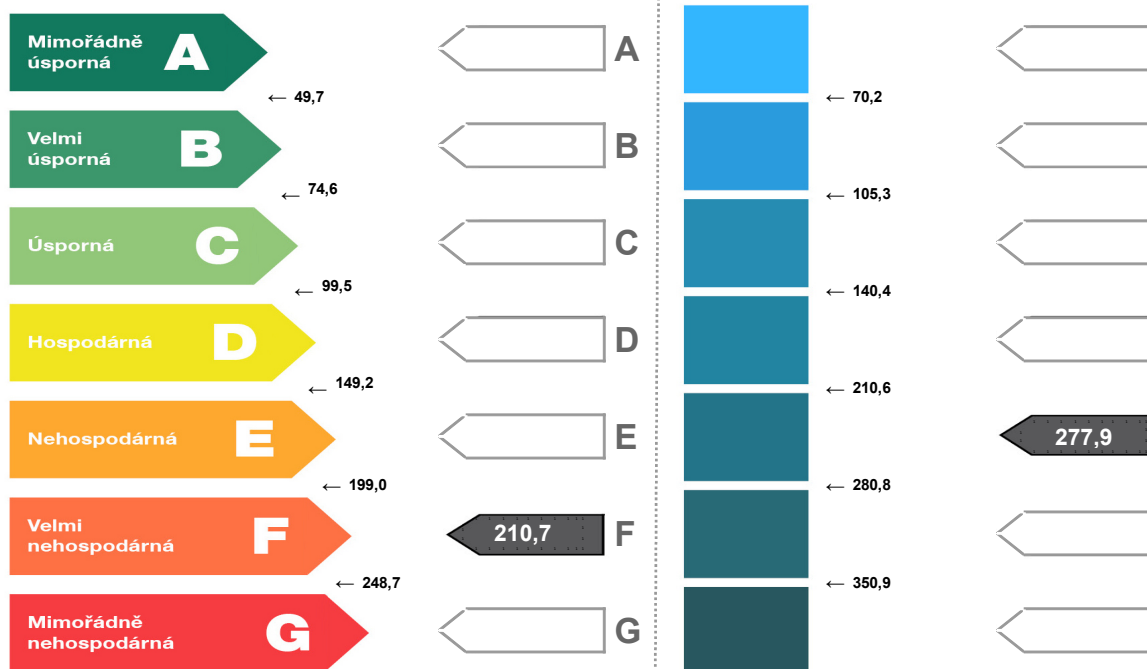 Mimořádně
úsporná
A
A
← 49,7
← 70,2
Velmi
úsporná
B
B
← 74,6
← 105,3
Úsporná
C
C
← 99,5
← 140,4
Hospodárná
D
D
← 149,2
← 210,6
Nehospodárná
E
E
277,9
← 199,0
← 280,8
Velmi
nehospodárná
F
210,7
F
← 248,7
← 350,9
Mimořádně
nehospodárná
G
G